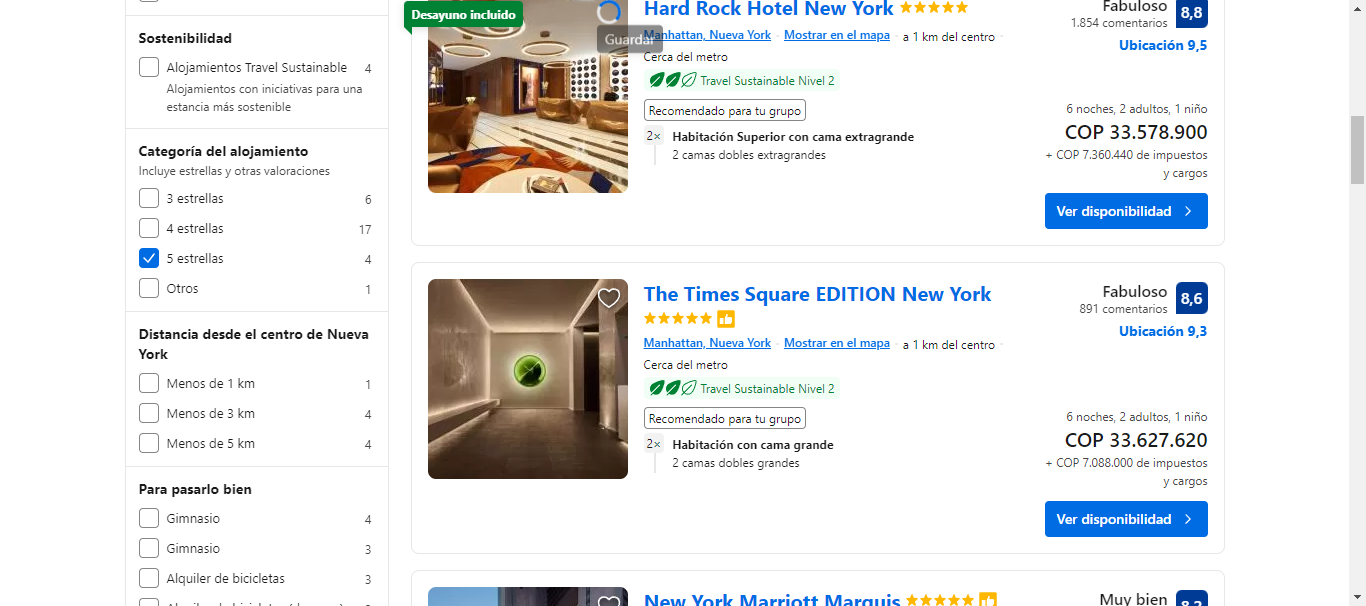 Sostenibilidad
Alojamientos Travel Sustainable 4
Alojamientos con iniciativas para una
estancia más sostenible
Categoría del alojamiento
Incluye estrellas y otras valoraciones
3 estrellas 6
4 estrellas 17
5 estrellas 4
Otros 1
Distancia desde el centro de Nueva
York
Menos de 1 km 1
Menos de 3 km 4
Menos de 5 km 4
Para pasarlo bien
Gimnasio 4
Gimnasio 3
Alquiler de bicicletas 3
Desayuno incluido
Guardar
Hard Rock Hotel New York
Manhattan, Nueva York · Mostrar en el mapa · a 1 km del centro ·
Cerca del metro
Travel Sustainable Nivel 2
Recomendado para tu grupo
2× Habitación Superior con cama extragrande
2 camas dobles extragrandes
Fabuloso 8,8
1.854 comentarios
Ubicación 9,5
6 noches, 2 adultos, 1 niño
COP 33.578.900
+ COP 7.360.440 de impuestos
y cargos
Ver disponibilidad
The Times Square EDITION New York
Manhattan, Nueva York · Mostrar en el mapa · a 1 km del centro ·
Cerca del metro
Travel Sustainable Nivel 2
Recomendado para tu grupo
2× Habitación con cama grande
2 camas dobles grandes
Fabuloso 8,6
891 comentarios
Ubicación 9,3
6 noches, 2 adultos, 1 niño
COP 33.627.620
+ COP 7.088.000 de impuestos
y cargos
Ver disponibilidad
New York Marriott Marquis
Muy bien 8,2